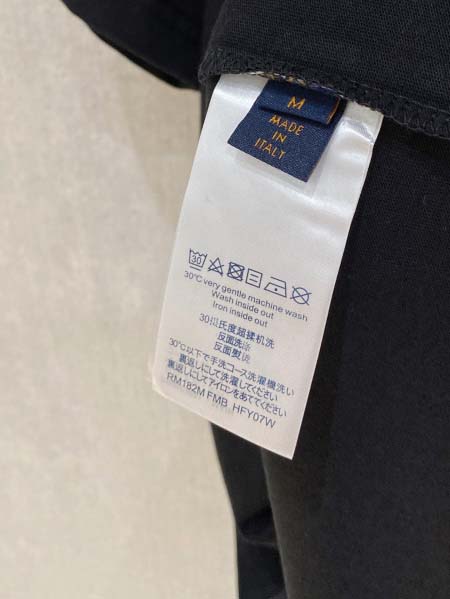 M
MADE
IN
ITALY
30
30°C very gentle machine wash
Wash inside out
Iron inside out
30摄氏度超揉机洗
反面洗涤
反面熨烫
30°C以下で手洗コース洗濯機洗い
裏返しにして洗濯してください
裏返しにしてアイロンをあててください
RM182M FMB HFY07W